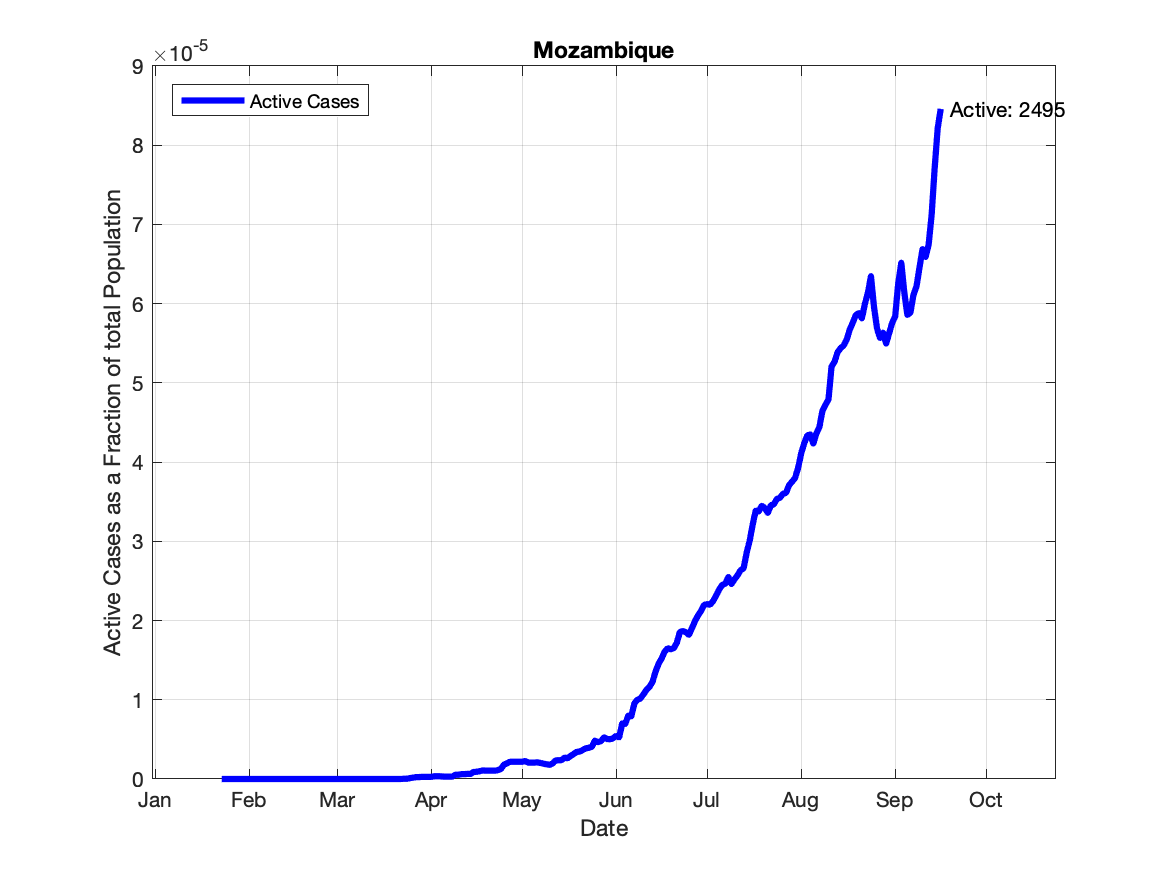 Mozambique
×10-5
Active Cases
Active: 2495
9
8
7
6
5
4
3
2
1
0
Active Cases as a Fraction of total Population
Jan Feb Mar Apr May Jun Jul Aug Sep Oct
Date